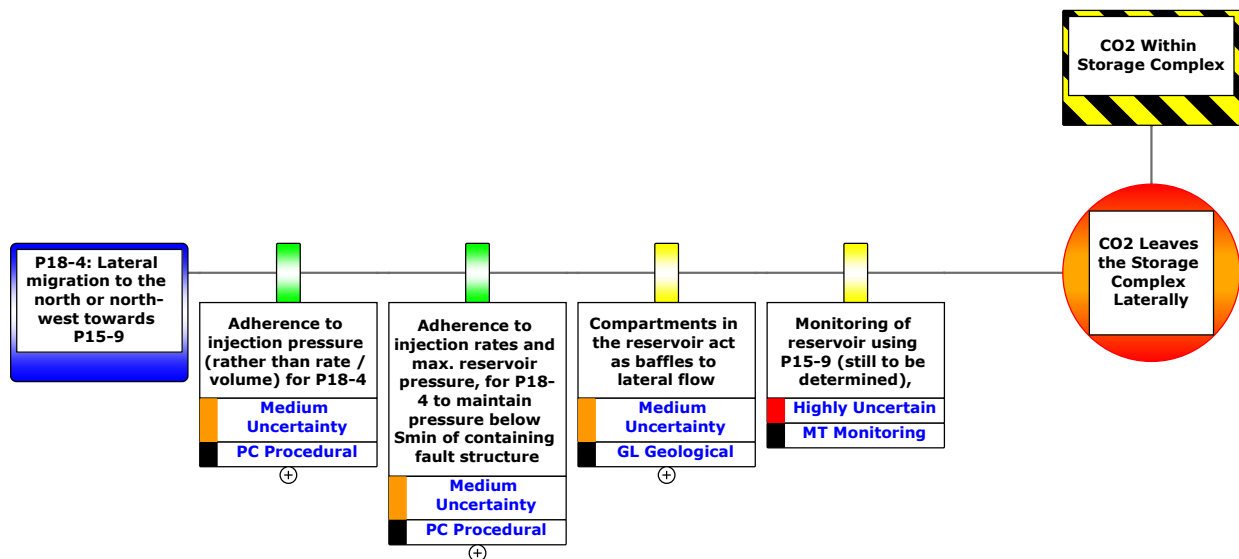 CO2 Within
Storage Complex
P18-4: Lateral
migration to the
north or north-
west towards
P15-9
Adherence to
injection pressure
(rather than rate /
volume) for P18-4
Medium
Uncertainty
PC Procedural
Adherence to
injection rates and
max. reservoir
pressure, for P18-
4 to maintain
pressure below
Smin of containing
fault structure
Medium
Uncertainty
PC Procedural
Compartments in
the reservoir act
as baffles to
lateral flow
Medium
Uncertainty
GL Geological
Monitoring of
reservoir using
P15-9 (still to be
determined),
Highly Uncertain
MT Monitoring
CO2 Leaves
the Storage
Complex
Laterally